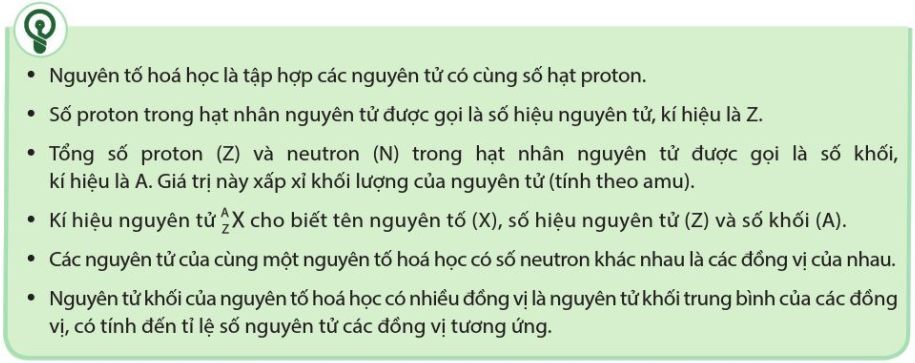 • Nguyên tố hoá học là tập hợp các nguyên tử có cùng số hạt proton.
• Số proton trong hạt nhân nguyên tử được gọi là số hiệu nguyên tử, kí hiệu là Z.
• Tổng số proton (Z) và neutron (N) trong hạt nhân nguyên tử được gọi là số khối,
kí hiệu là A. Giá trị này xấp xỉ khối lượng của nguyên tử (tính theo amu).
• Kí hiệu nguyên tử ᴬ_ZX cho biết tên nguyên tố (X), số hiệu nguyên tử (Z) và số khối (A).
• Các nguyên tử của cùng một nguyên tố hoá học có số neutron khác nhau là các đồng vị của nhau.
• Nguyên tử khối của nguyên tố hoá học có nhiều đồng vị là nguyên tử khối trung bình của các đồng
vị, có tính đến tỉ lệ số nguyên tử các đồng vị tương ứng.